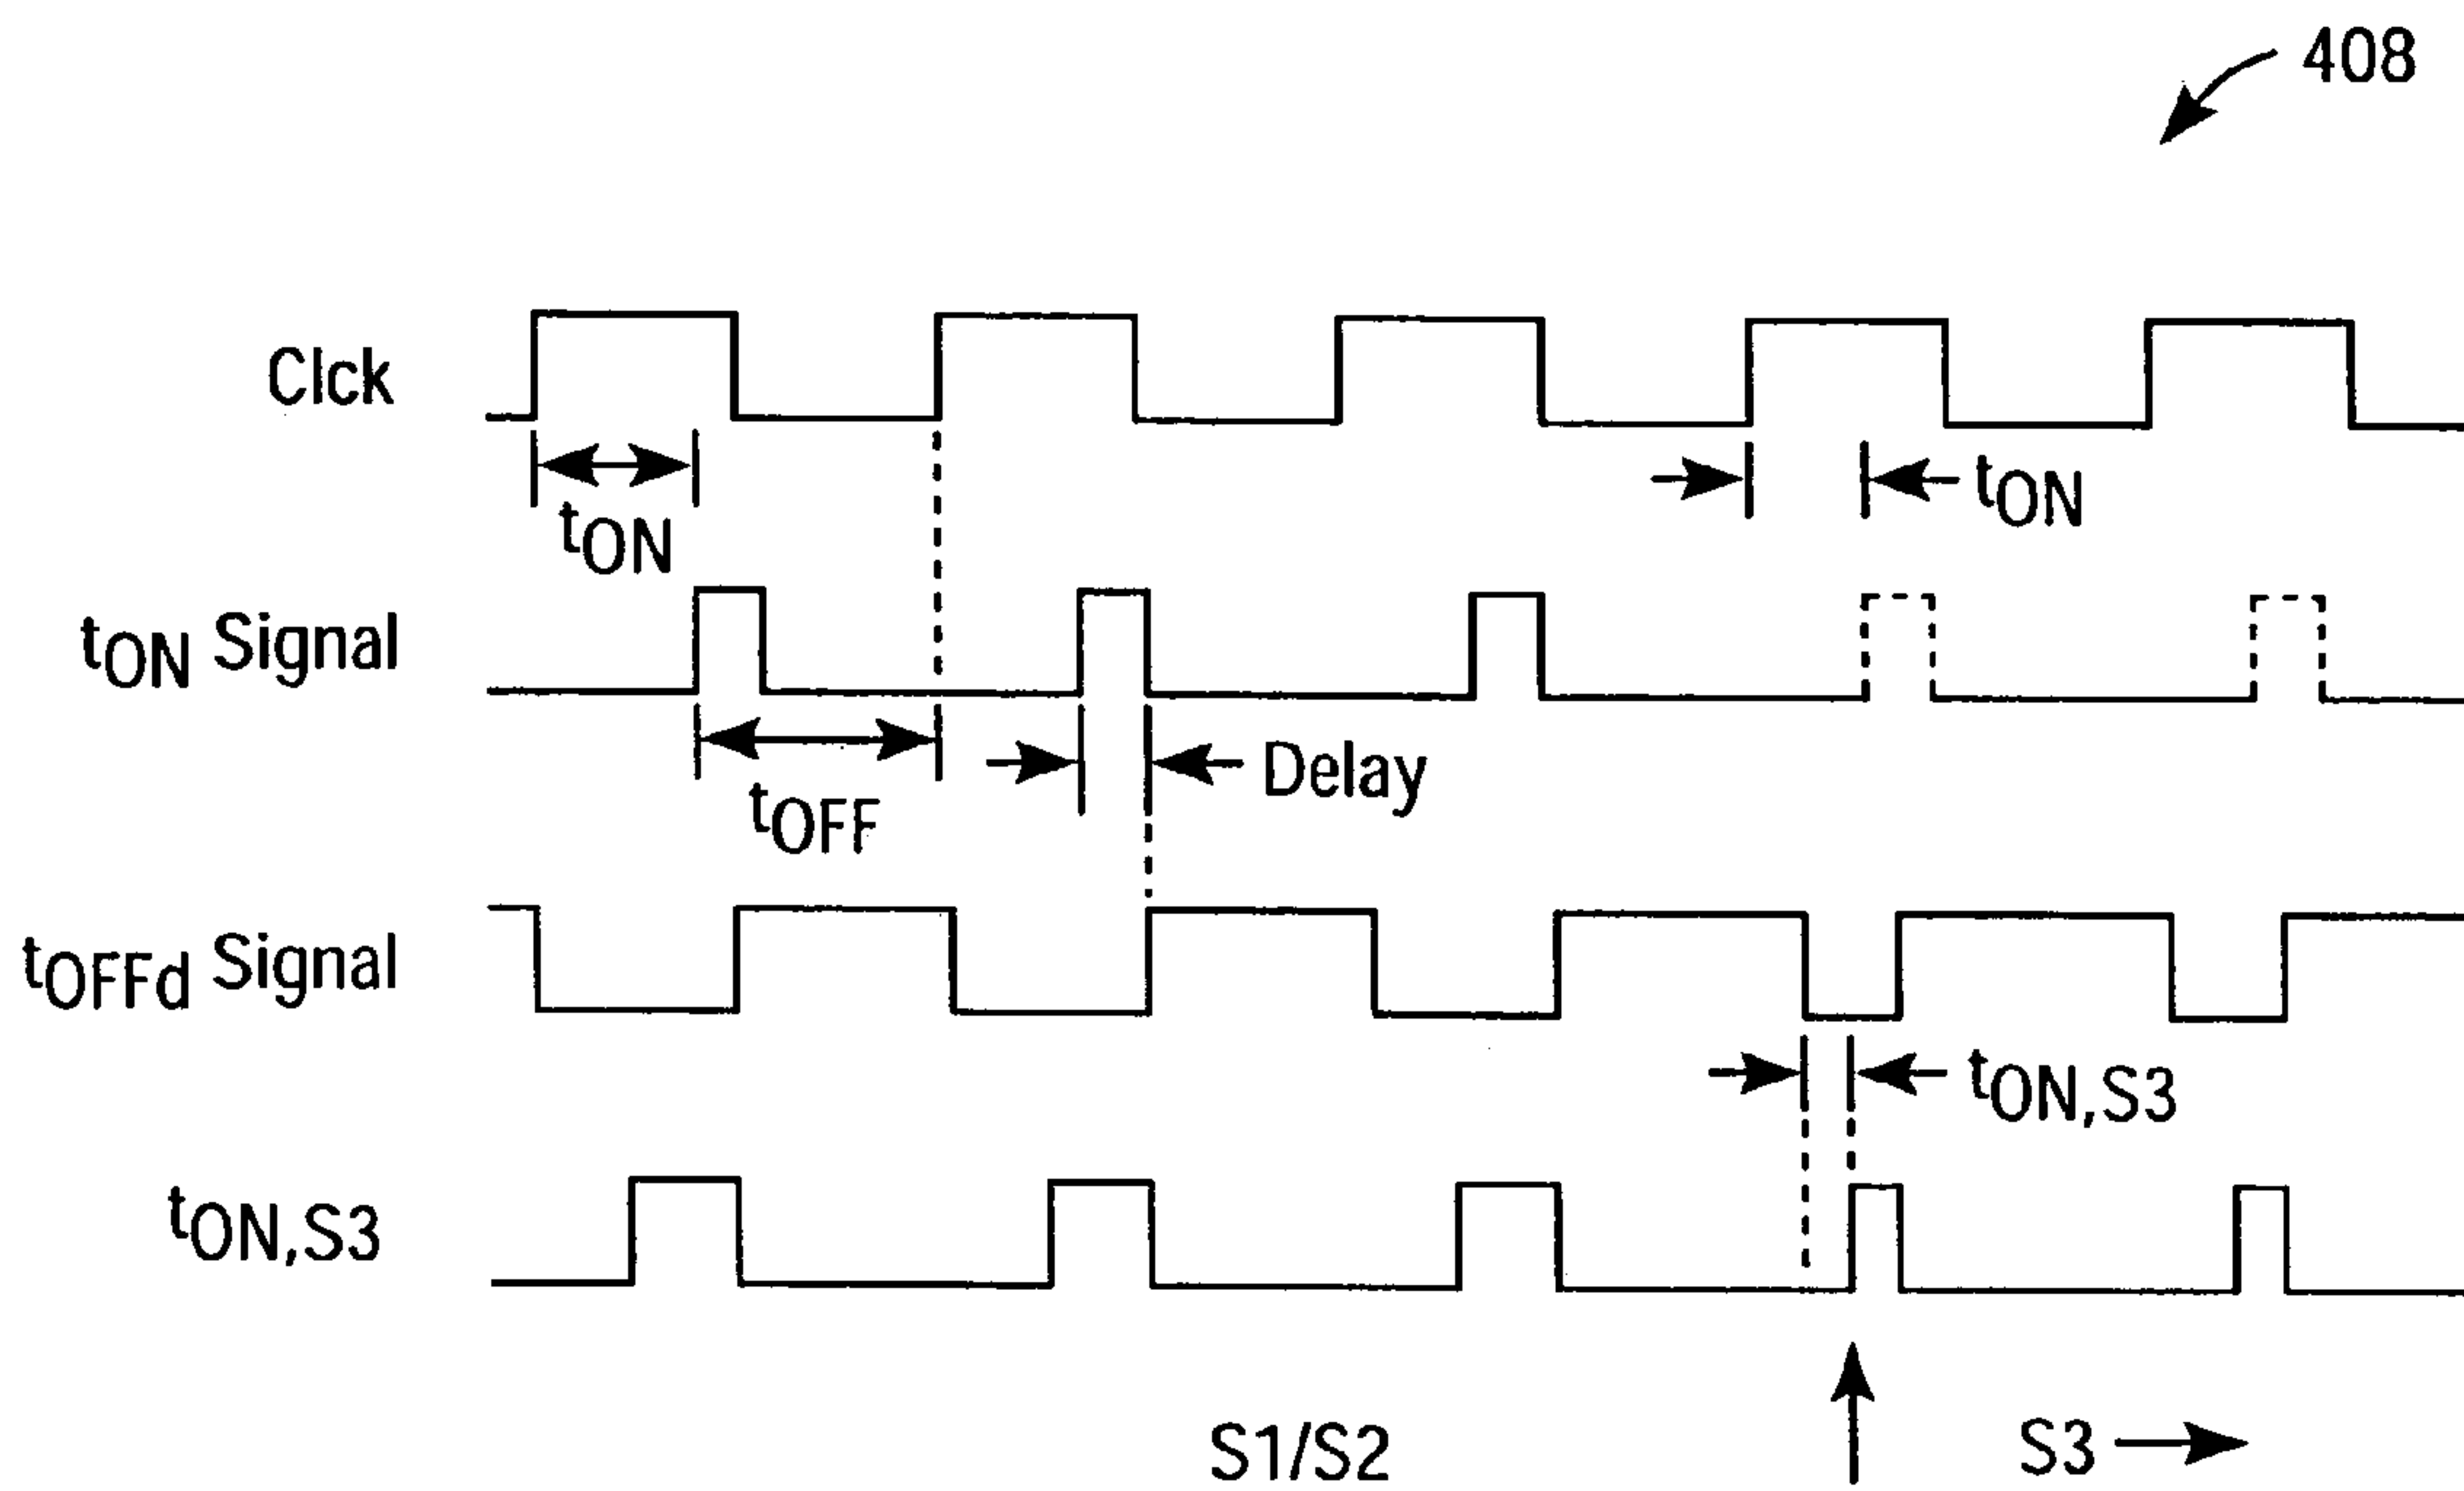 408
Clck
tON
tON
tON Signal
Delay
tOFF
tOFFd Signal
tON,S3
tON,S3
S1/S2
S3